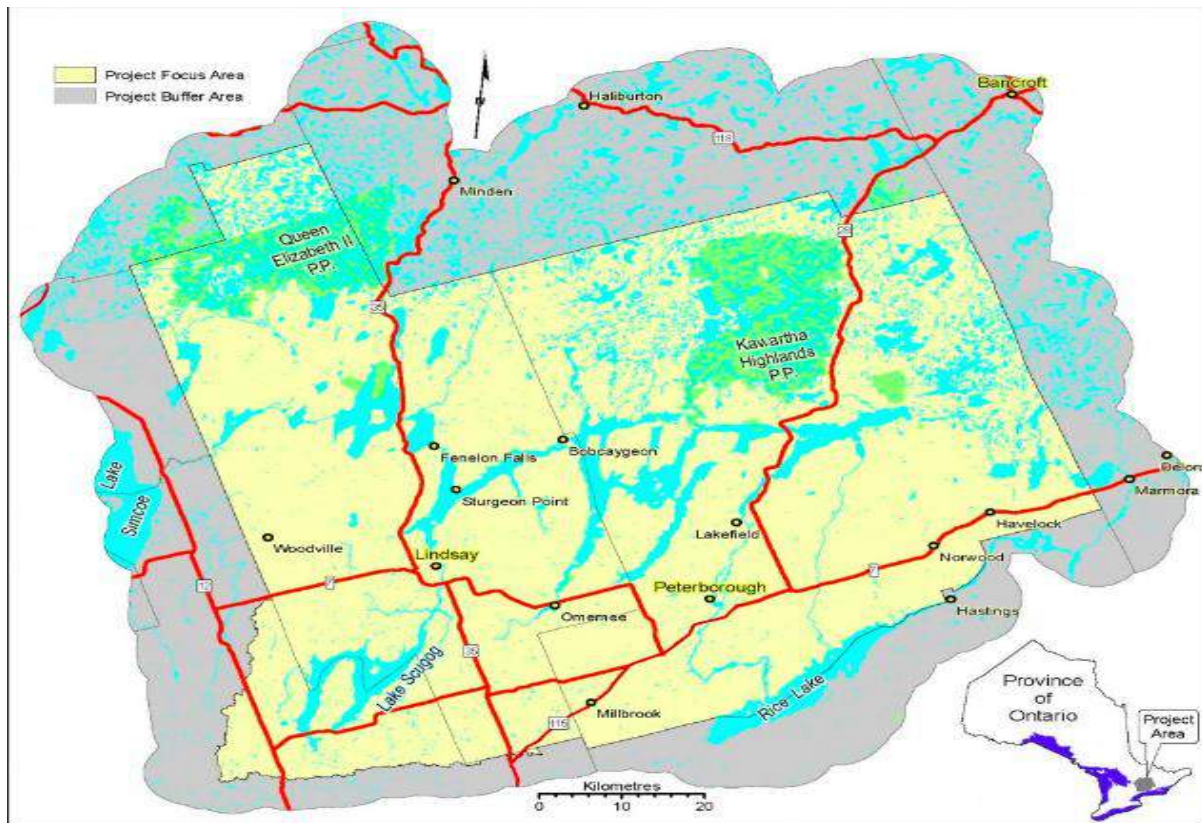 Project Focus Area
Project Buffer Area
N
Haliburton
Bancroft
118
Minden
Queen
Elizabeth II
P.P.
28
35
Kawartha
Highlands
P.P.
Fenelon Falls
Bobcaygeon
Sturgeon Point
Lake
Simcoe
Marmora
Havelock
Lakefield
Woodville
Norwood
Lindsay
7
7
12
Peterborough
Hastings
Omemee
35
Lake Scugog
Rice Lake
Millbrook
115
Province
of
Ontario
Project
Area
Kilometres
0 10 20